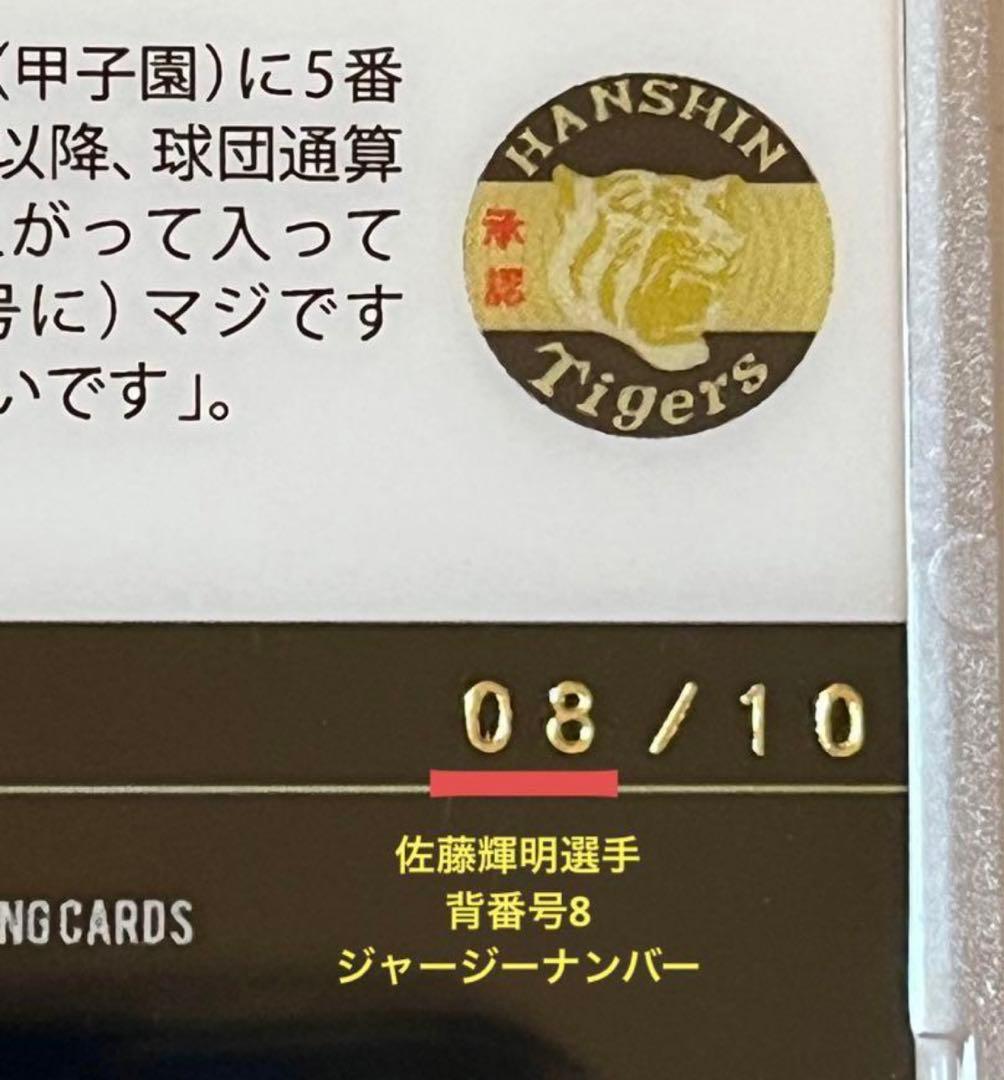 (甲子園)に5番
以降、球団通算
がって入って
号に）マジです
いです」。
HANSHIN
承認
Tigers
08/10
佐藤輝明選手
背番号8
ジャージーナンバー
NG CARDS